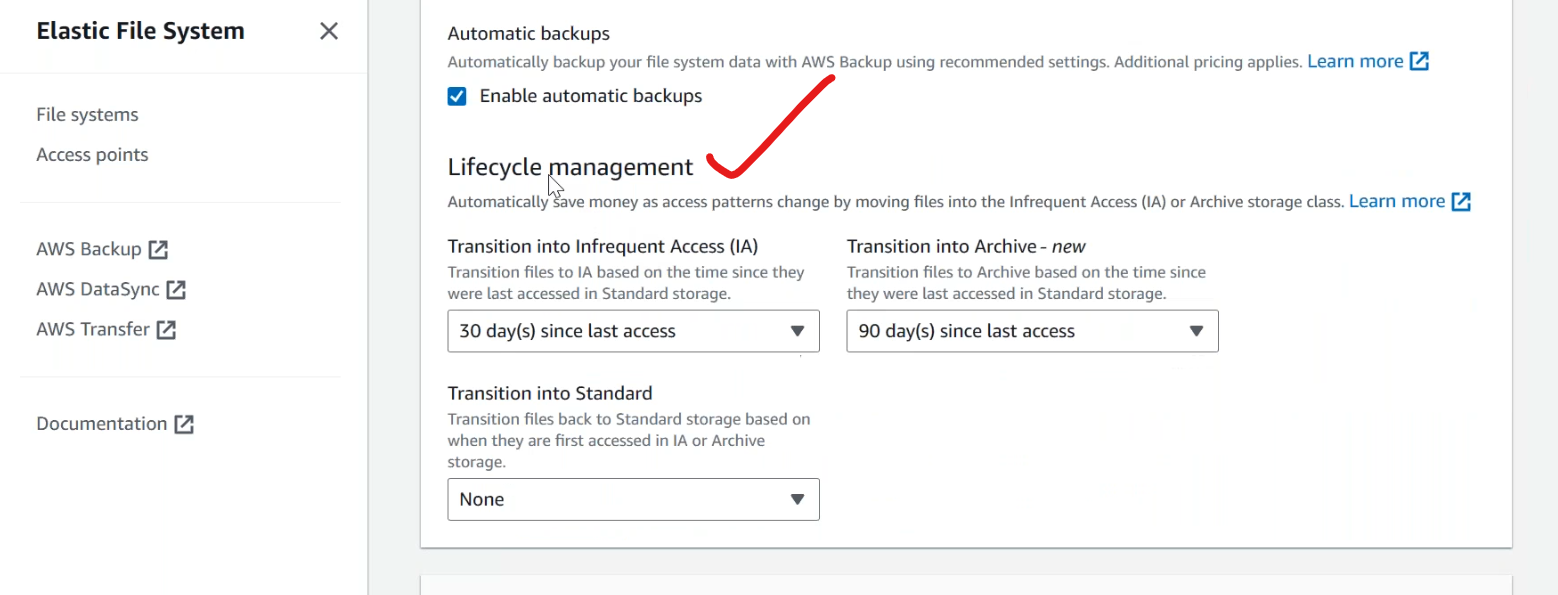 Elastic File System
File systems
Access points
AWS Backup
AWS DataSync
AWS Transfer
Documentation
Automatic backups
Automatically backup your file system data with AWS Backup using recommended settings. Additional pricing applies. Learn more
Enable automatic backups
Lifecycle management
Automatically save money as access patterns change by moving files into the Infrequent Access (IA) or Archive storage class. Learn more
Transition into Infrequent Access (IA)
Transition files to IA based on the time since they
were last accessed in Standard storage.
30 day(s) since last access
Transition into Archive - new
Transition files to Archive based on the time since
they were last accessed in Standard storage.
90 day(s) since last access
Transition into Standard
Transition files back to Standard storage based on
when they are first accessed in IA or Archive
storage.
None